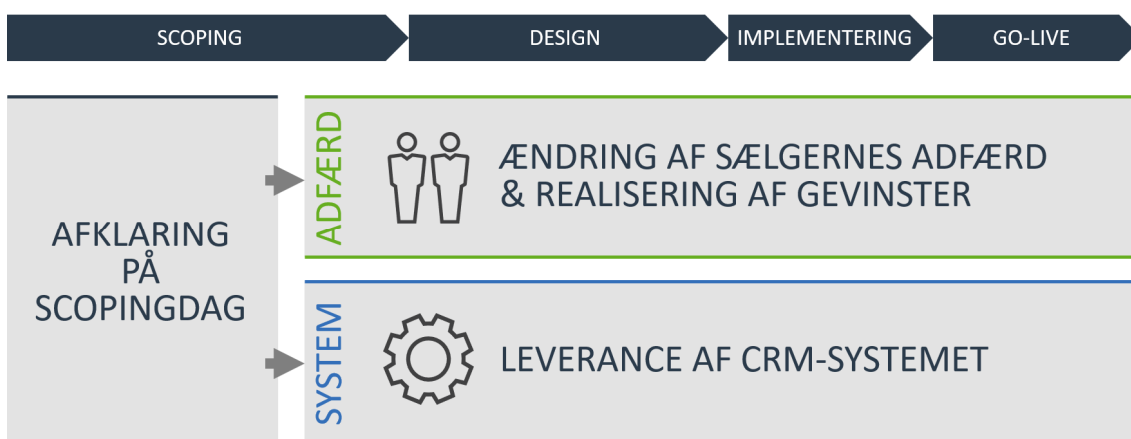 SCOPING
DESIGN
IMPLEMENTERING
GO-LIVE
AFKLARING
PÅ
SCOPINGDAG
ADFÆRD
ÆNDRING AF SÆLGERNES ADFÆRD
& REALISERING AF GEVINSTER
SYSTEM
LEVERANCE AF CRM-SYSTEMET